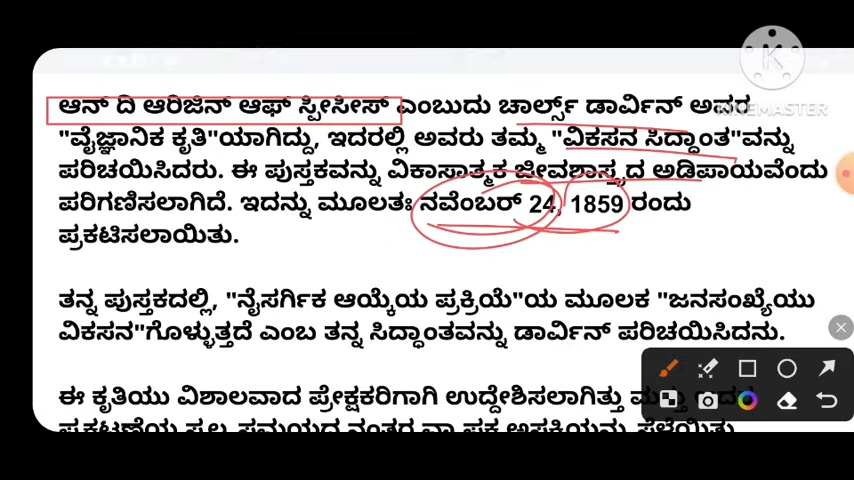 KINEMASTER
ಆನ್ ದಿ ಆರಿಜಿನ್ ಆಫ್ ಸ್ಪೀಸೀಸ್ ಎಂಬುದು ಚಾರ್ಲ್ಸ್ ಡಾರ್ವಿನ್ ಅವರ
"ವೈಜ್ಞಾನಿಕ ಕೃತಿ"ಯಾಗಿದ್ದು, ಇದರಲ್ಲಿ ಅವರು ತಮ್ಮ "ವಿಕಸನ ಸಿದ್ದಾಂತ"ವನ್ನು
ಪರಿಚಯಿಸಿದರು. ಈ ಪುಸ್ತಕವನ್ನು ವಿಕಾಸಾತ್ಮಕ ಜೀವಶಾಸ್ತ್ರದ ಅಡಿಪಾಯವೆಂದು
ಪರಿಗಣಿಸಲಾಗಿದೆ. ಇದನ್ನು ಮೂಲತಃ ನವೆಂಬರ್ 24, 1859 ರಂದು
ಪ್ರಕಟಿಸಲಾಯಿತು.
ತನ್ನ ಪುಸ್ತಕದಲ್ಲಿ, "ನೈಸರ್ಗಿಕ ಆಯ್ಕೆಯ ಪ್ರಕ್ರಿಯೆ"ಯ ಮೂಲಕ "ಜನಸಂಖ್ಯೆಯು
ವಿಕಸನ"ಗೊಳ್ಳುತ್ತದೆ ಎಂಬ ತನ್ನ ಸಿದ್ಧಾಂತವನ್ನು ಡಾರ್ವಿನ್ ಪರಿಚಯಿಸಿದನು.
ಈ ಕೃತಿಯು ವಿಶಾಲವಾದ ಪ್ರೇಕ್ಷಕರಿಗಾಗಿ ಉದ್ದೇಶಿಸಲಾಗಿತ್ತು